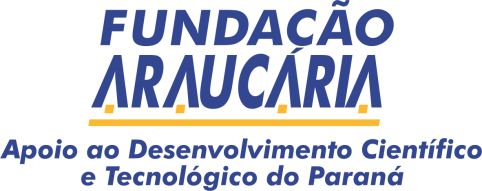 FUNDAÇÃO
ARAUCÁRIA
Apoio ao Desenvolvimento Científico
e Tecnológico do Paraná